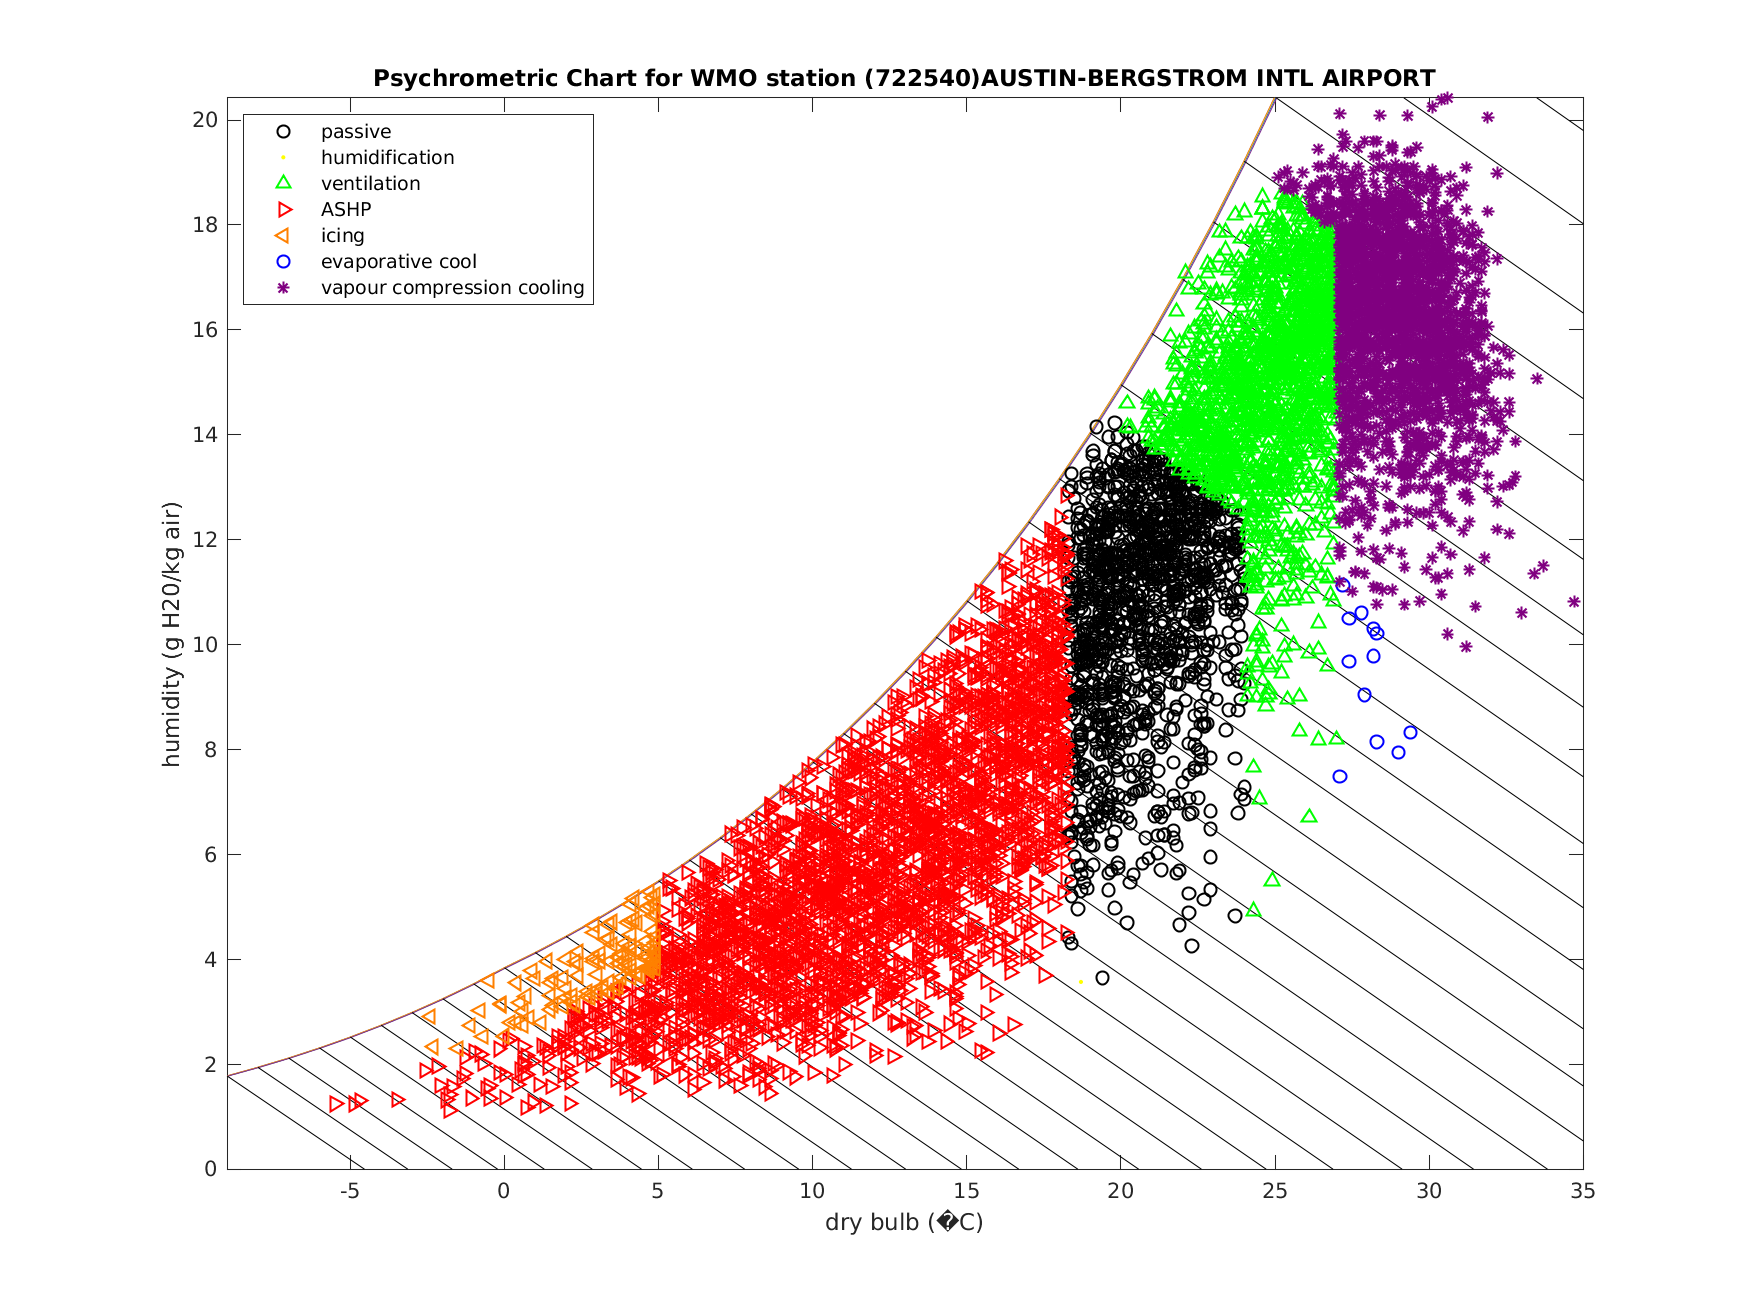 Psychrometric Chart for WMO station (722540)AUSTIN-BERGSTROM INTL AIRPORT
passive
humidification
ventilation
ASHP
icing
evaporative cool
vapour compression cooling
humidity (g H20/kg air)
20
18
16
14
12
10
8
6
4
2
0
-5
0
5
10
15
20
25
30
35
dry bulb (�C)